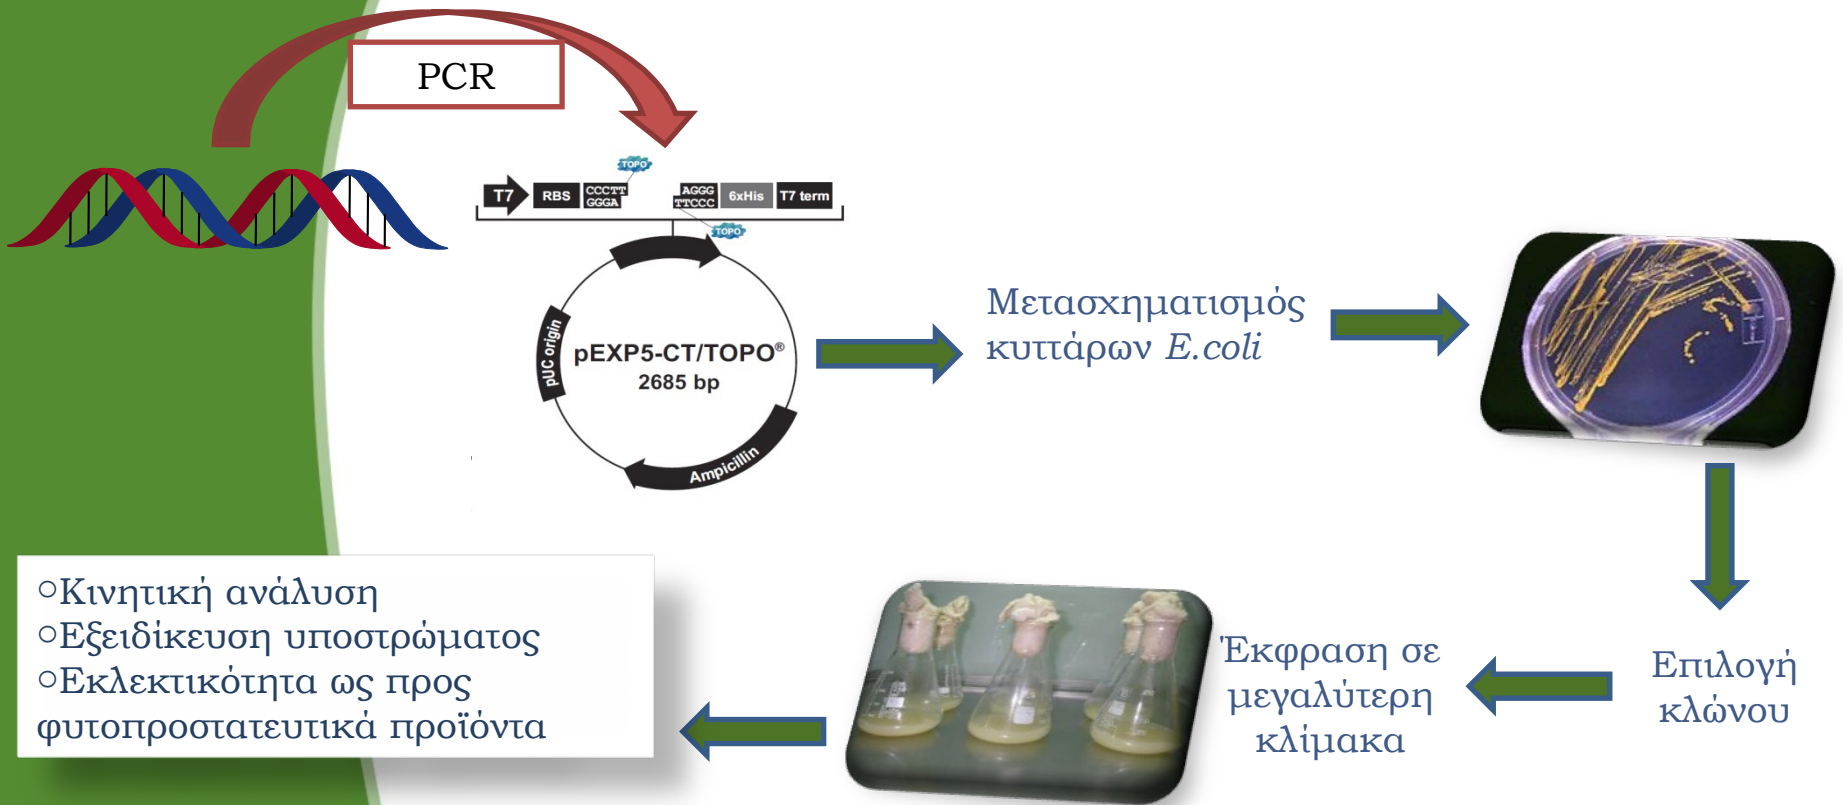 PCR
TOPO
T7 RBS CCCTT AGGG 6xHis T7 term
GGGA TTCCC
TOPO
pUC origin
pEXP5-CT/TOPO®
2685 bp
Ampicillin
Μετασχηματισμός
κυττάρων E.coli
Επιλογή
κλώνου
Έκφραση σε
μεγαλύτερη
κλίμακα
○Κινητική ανάλυση
○Εξειδίκευση υποστρώματος
○Εκλεκτικότητα ως προς
φυτοπροστατευτικά προϊόντα